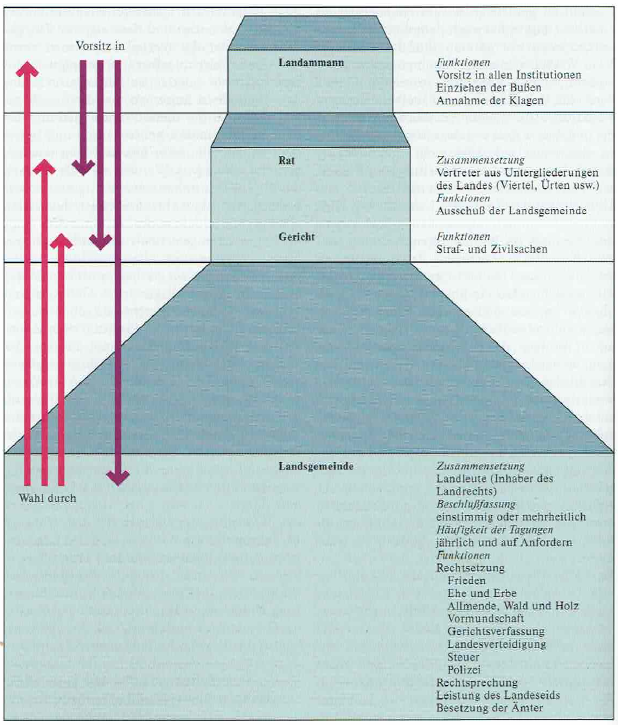 Vorsitz in
Landammann
Funktionen
Vorsitz in allen Institutionen
Einziehen der Bußen
Annahme der Klagen
Rat
Zusammensetzung
Vertreter aus Untergliederungen
des Landes (Viertel, Ürten usw.)
Funktionen
Ausschuß der Landsgemeinde
Gericht
Funktionen
Straf- und Zivilsachen
Landsgemeinde
Zusammensetzung
Landleute (Inhaber des
Landrechts)
Beschlußfassung
einstimmig oder mehrheitlich
Häufigkeit der Tagungen
jährlich und auf Anfordern
Funktionen
Rechtsetzung
Frieden
Ehe und Erbe
Allmende, Wald und Holz
Vormundschaft
Gerichtsverfassung
Landesverteidigung
Steuer
Polizei
Rechtsprechung
Leistung des Landeseids
Besetzung der Ämter
Wahl durch